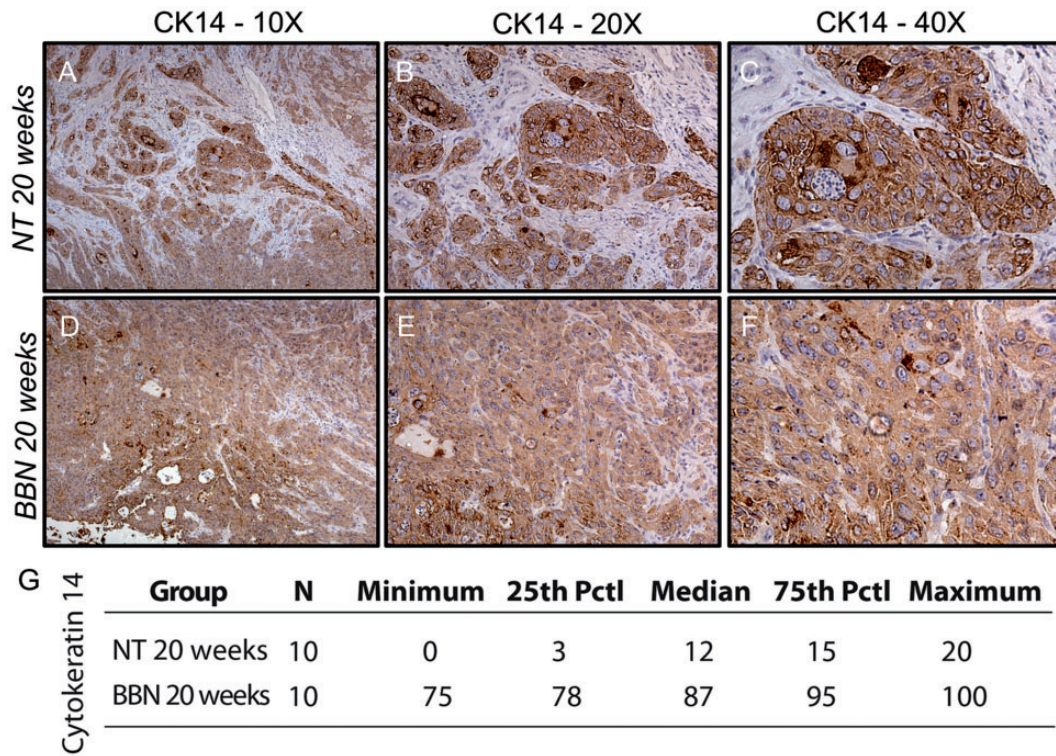 CK14 - 10X CK14 - 20X CK14 - 40X
NT 20 weeks
A B C
BBN 20 weeks
D E F
G
Cytokeratin 14
Group N Minimum 25th Pctl Median 75th Pctl Maximum
NT 20 weeks 10 0 3 12 15 20
BBN 20 weeks 10 75 78 87 95 100